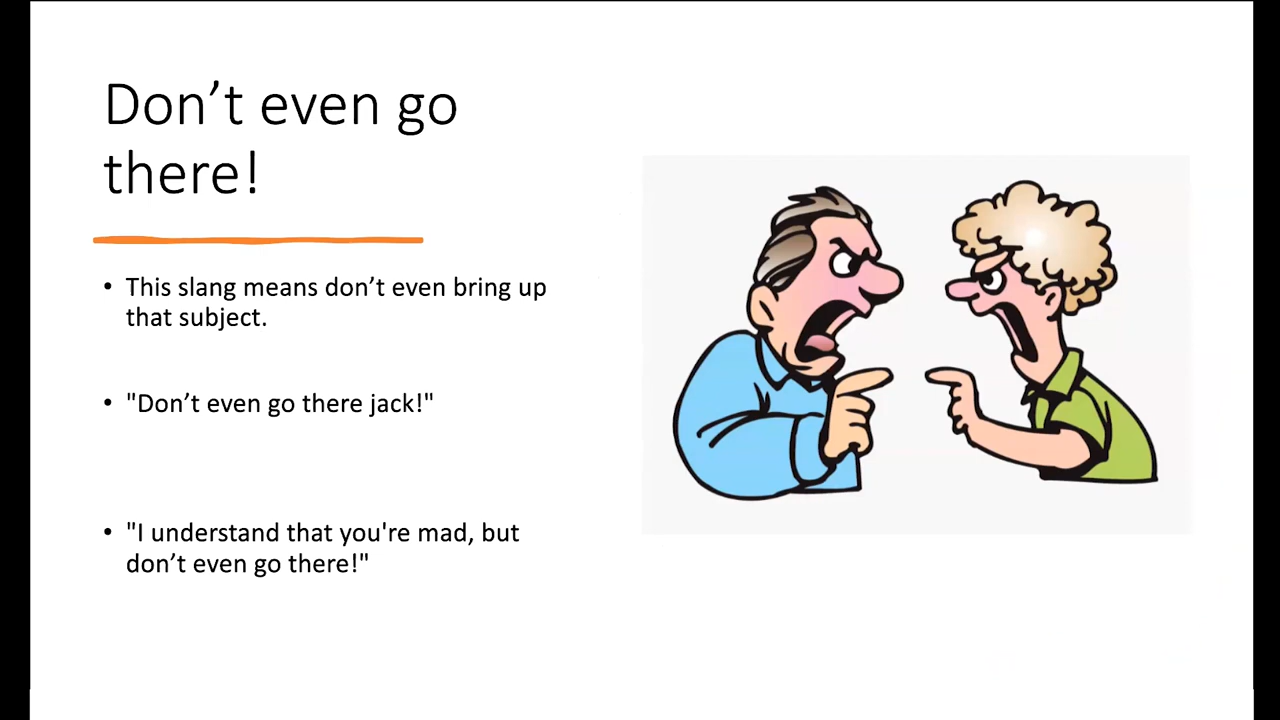 Don’t even go
there!
• This slang means don’t even bring up
that subject.
• "Don’t even go there jack!"
• "I understand that you're mad, but
don’t even go there!"